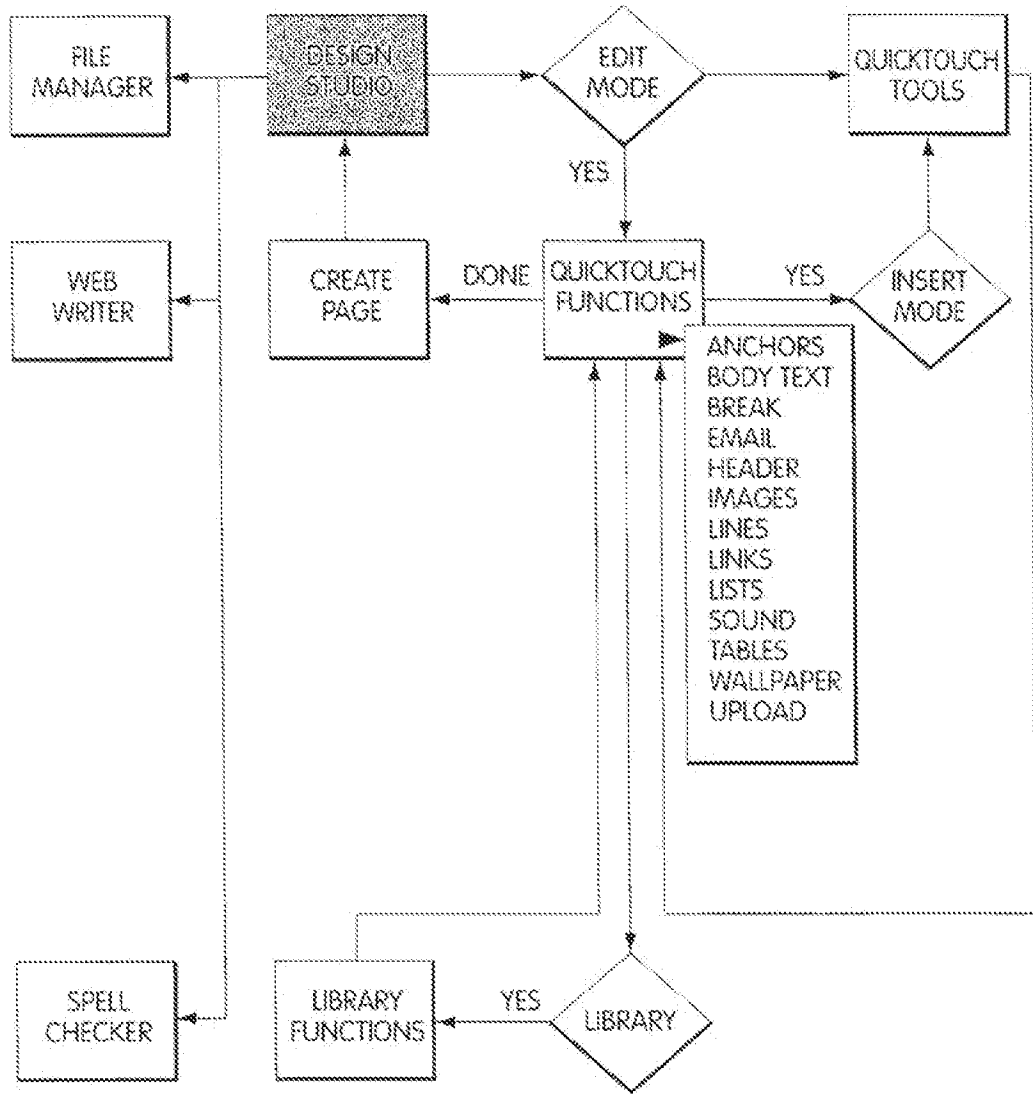 FILE
MANAGER
DESIGN
STUDIO
EDIT
MODE
QUICKTOUCH
TOOLS
YES
WEB
WRITER
CREATE
PAGE
DONE
QUICKTOUCH
FUNCTIONS
YES
INSERT
MODE
ANCHORS
BODY TEXT
BREAK
EMAIL
HEADER
IMAGES
LINES
LINKS
LISTS
SOUND
TABLES
WALLPAPER
UPLOAD
SPELL
CHECKER
LIBRARY
FUNCTIONS
YES
LIBRARY